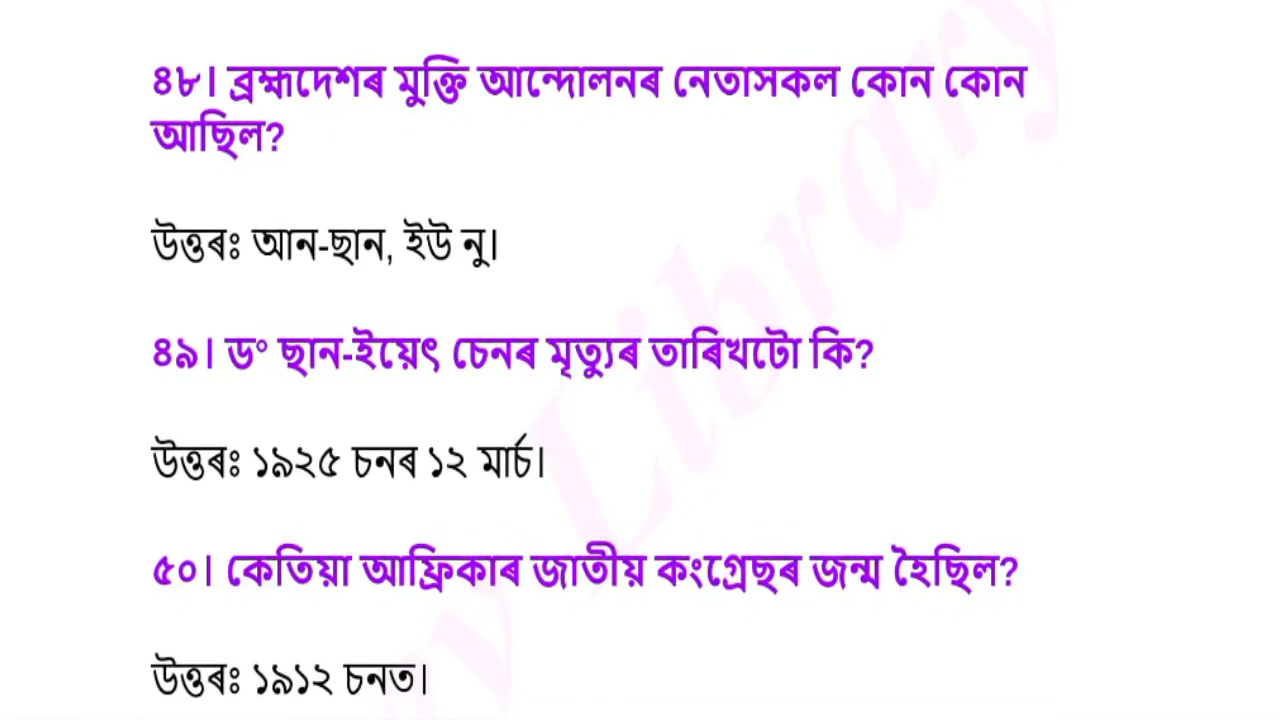 ৪৮। ব্ৰহ্মদেশৰ মুক্তি আন্দোলনৰ নেতাসকল কোন কোন
আছিল?
উত্তৰঃ আন-ছান, ইউ নু।
৪৯। ড° ছান-ইয়েৎ চেনৰ মৃত্যুৰ তাৰিখটো কি?
উত্তৰঃ ১৯২৫ চনৰ ১২ মাৰ্চ।
৫০। কেতিয়া আফ্ৰিকাৰ জাতীয় কংগ্ৰেছৰ জন্ম হৈছিল?
উত্তৰঃ ১৯১২ চনত।
Library